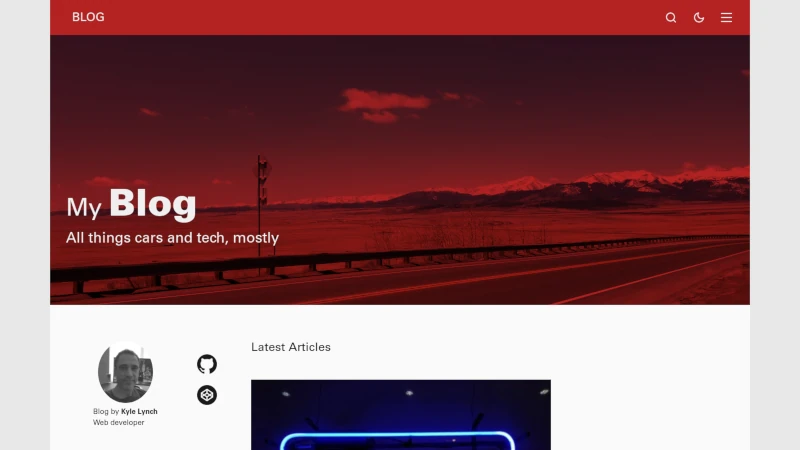 BLOG
My Blog
All things cars and tech, mostly
Latest Articles
Blog by Kyle Lynch
Web developer